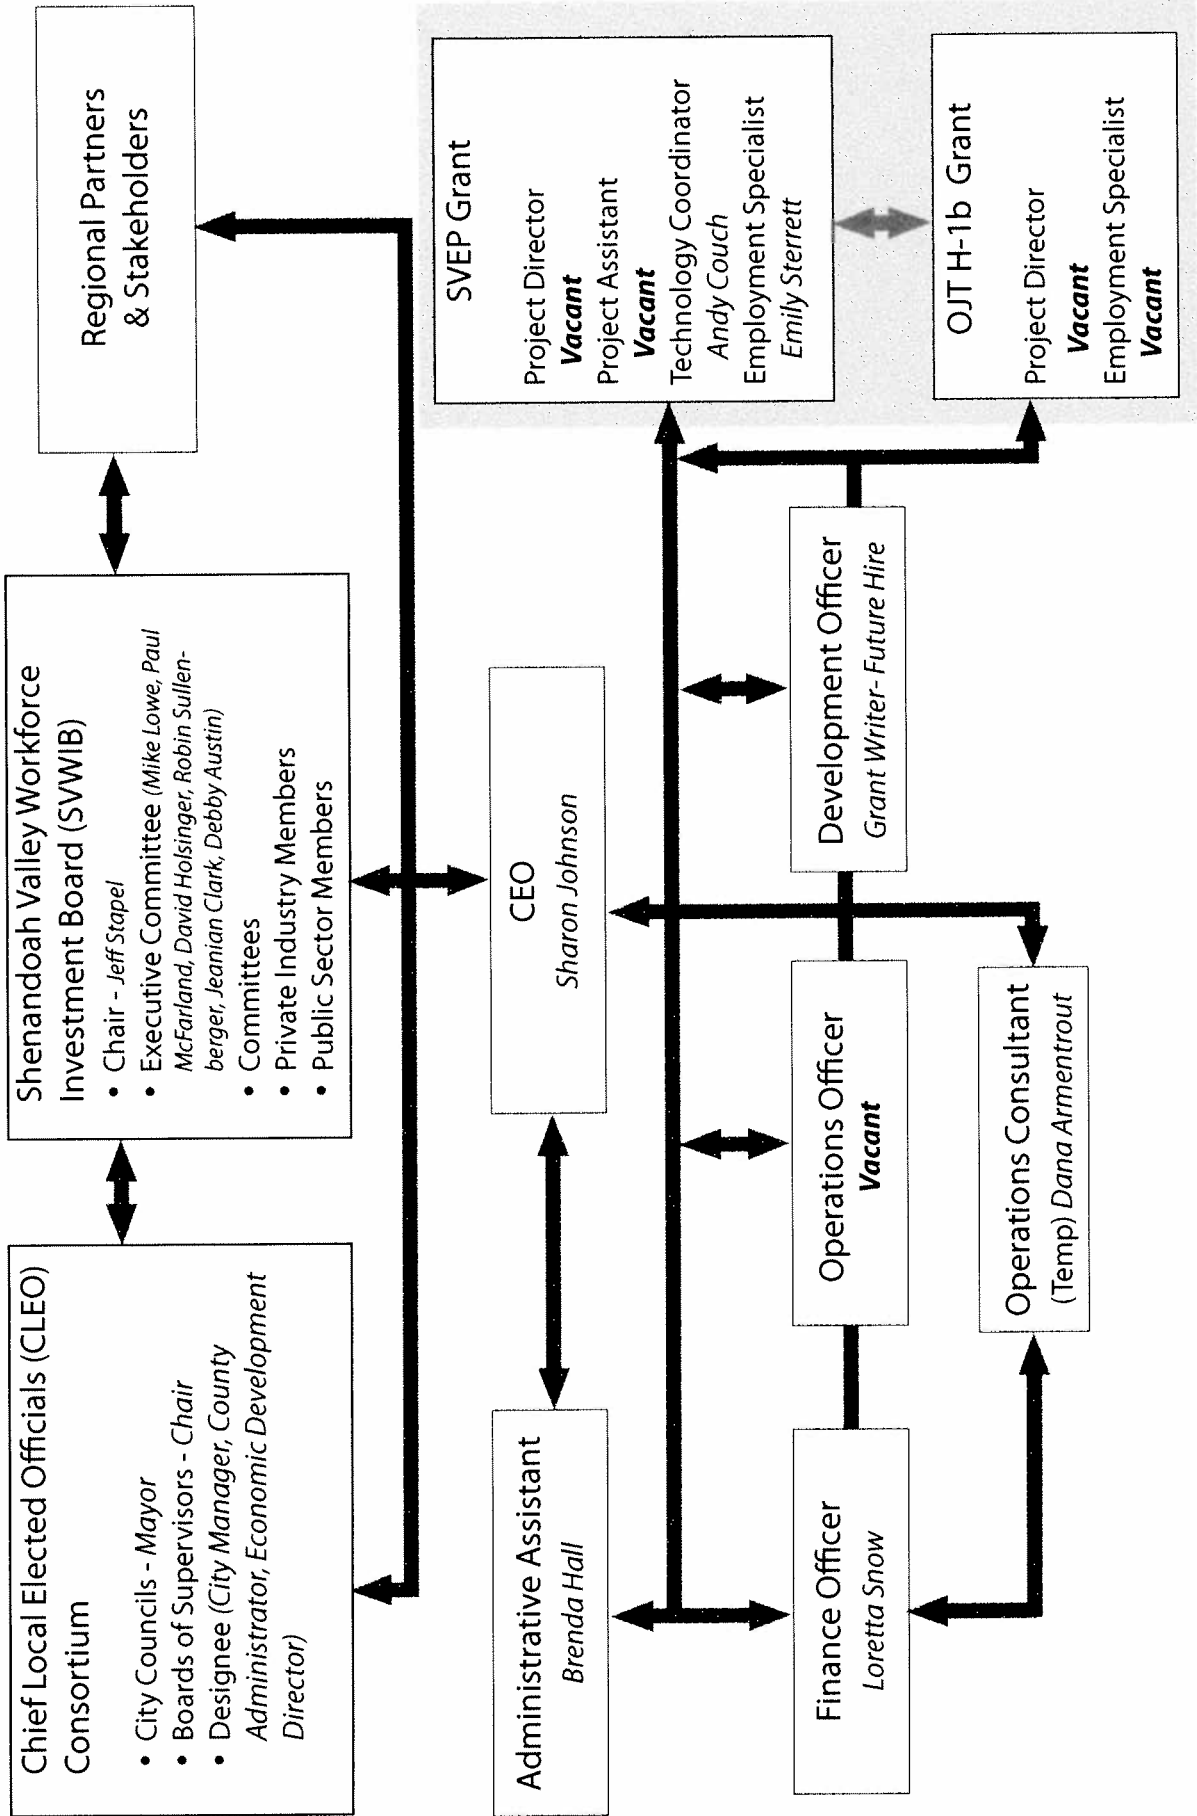 Chief Local Elected Officials (CLEO)
Consortium
• City Councils - Mayor
• Boards of Supervisors - Chair
• Designee (City Manager, County
Administrator, Economic Development
Director)
Shenandoah Valley Workforce
Investment Board (SVWIB)
• Chair - Jeff Stapel
• Executive Committee (Mike Lowe, Paul
McFarland, David Holsinger, Robin Sullen-
berger, Jeanian Clark, Debby Austin)
• Committees
• Private Industry Members
• Public Sector Members
Regional Partners
& Stakeholders
Administrative Assistant
Brenda Hall
CEO
Sharon Johnson
SVEP Grant
Project Director
Vacant
Project Assistant
Vacant
Technology Coordinator
Andy Couch
Employment Specialist
Emily Sterrett
Finance Officer
Loretta Snow
Operations Officer
Vacant
Development Officer
Grant Writer- Future Hire
Operations Consultant
(Temp) Dana Armentrout
OJT H-1b Grant
Project Director
Vacant
Employment Specialist
Vacant